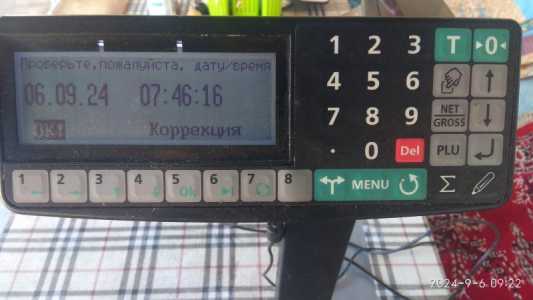 Проверьте,пожалуйста, дату/время
06.09.24 07:46:16
OK! Коррекция
1 2 3 T →0←
4 5 6 ↑
7 8 9 NET GROSS ↓
. 0 Del PLU ↵
1 2 3 4 5 Ok 6 7 8 MENU Σ
2024-9-6 09:22